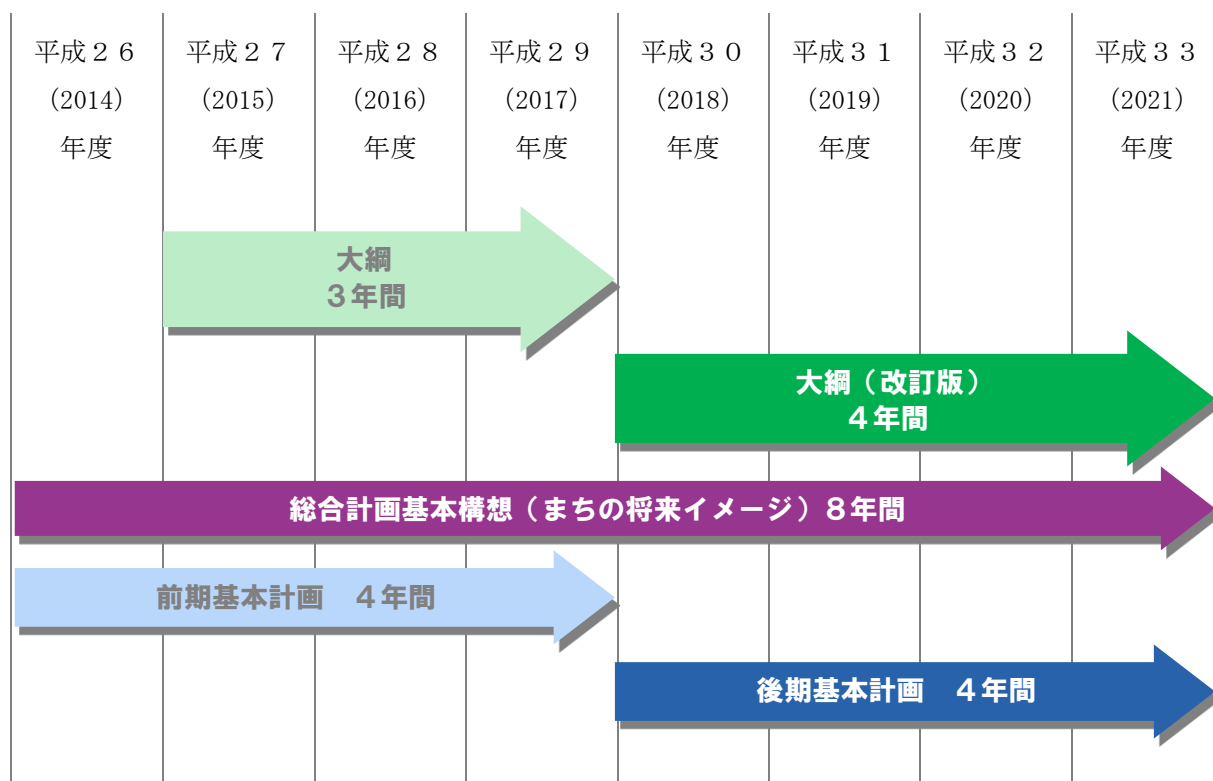 平成２６
(2014)
年度
平成２７
(2015)
年度
平成２８
(2016)
年度
平成２９
(2017)
年度
平成３０
(2018)
年度
平成３１
(2019)
年度
平成３２
(2020)
年度
平成３３
(2021)
年度
大綱
３年間
大綱（改訂版）
４年間
総合計画基本構想（まちの将来イメージ）８年間
前期基本計画　４年間
後期基本計画　４年間